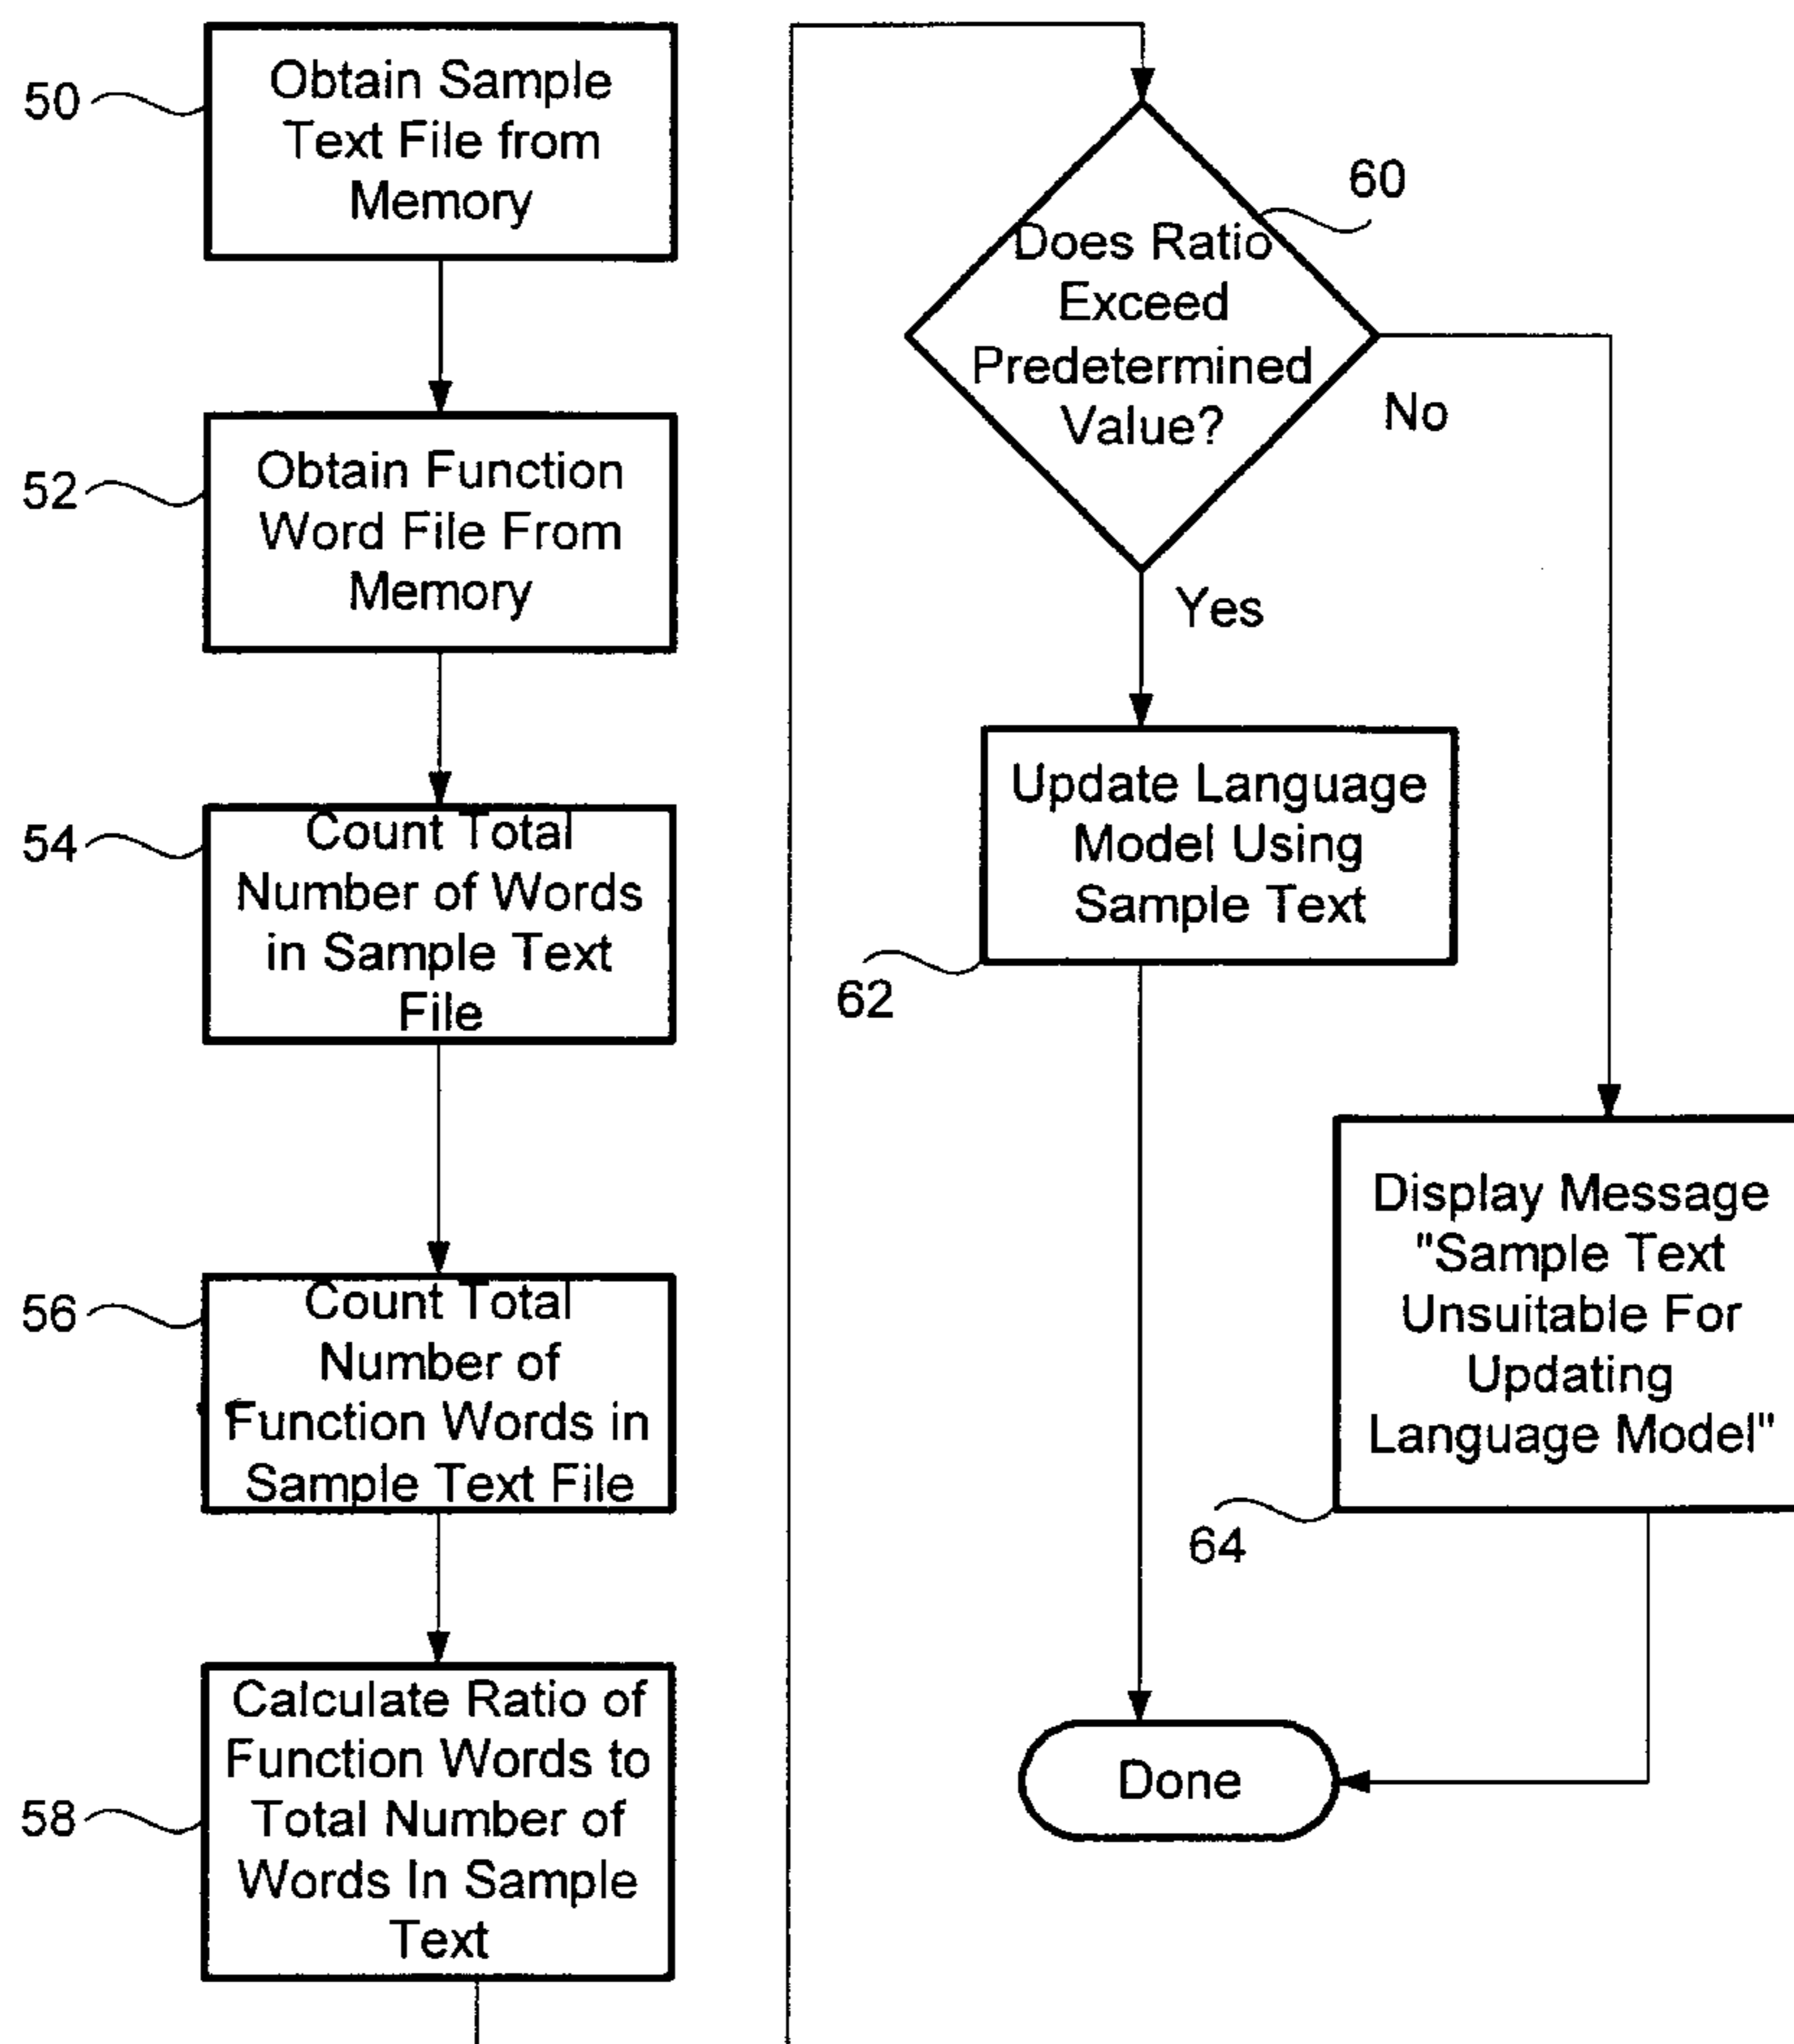 50
Obtain Sample
Text File from
Memory
52
Obtain Function
Word File From
Memory
54
Count Total
Number of Words
in Sample Text
File
56
Count Total
Number of
Function Words in
Sample Text File
58
Calculate Ratio of
Function Words to
Total Number of
Words In Sample
Text
60
Does Ratio
Exceed
Predetermined
Value?
No
Yes
Update Language
Model Using
Sample Text
62
Display Message
"Sample Text
Unsuitable For
Updating
Language Model"
64
Done